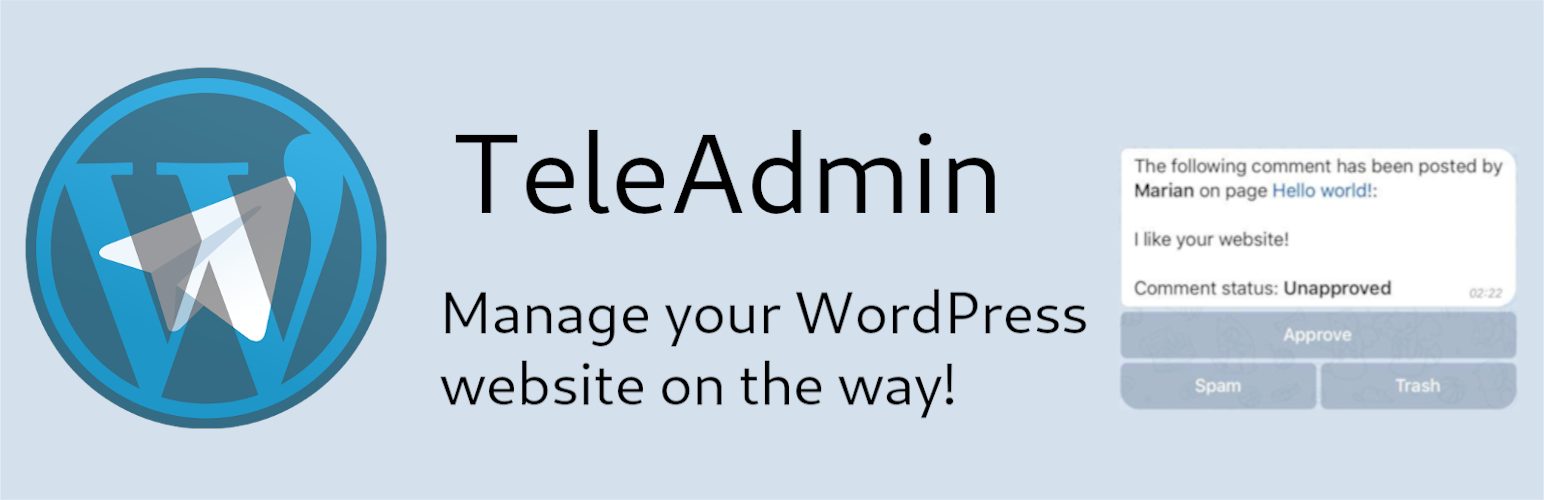 TeleAdmin
Manage your WordPress
website on the way!
The following comment has been posted by
Marian on page Hello world!:
I like your website!
Comment status: Unapproved
02:22
Approve
Spam
Trash